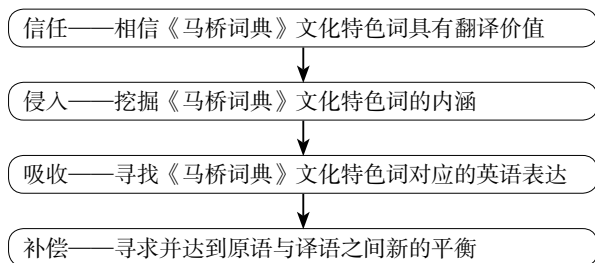 信任——相信《马桥词典》文化特色词具有翻译价值
侵入——挖掘《马桥词典》文化特色词的内涵
吸收——寻找《马桥词典》文化特色词对应的英语表达
补偿——寻求并达到原语与译语之间新的平衡